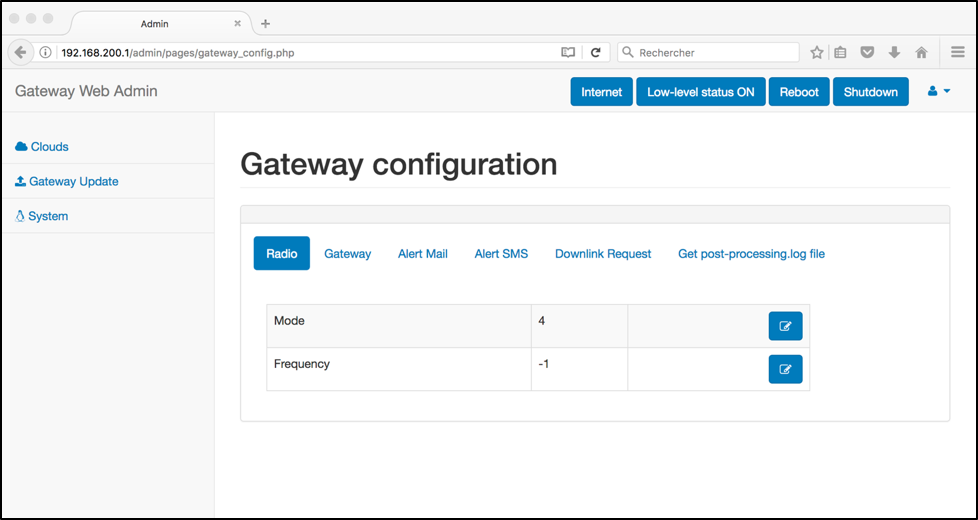 Admin
192.168.200.1/admin/pages/gateway_config.php
Rechercher
Gateway Web Admin
Internet
Low-level status ON
Reboot
Shutdown
Clouds
Gateway Update
System
Gateway configuration
Radio
Gateway
Alert Mail
Alert SMS
Downlink Request
Get post-processing.log file
Mode 4
Frequency -1